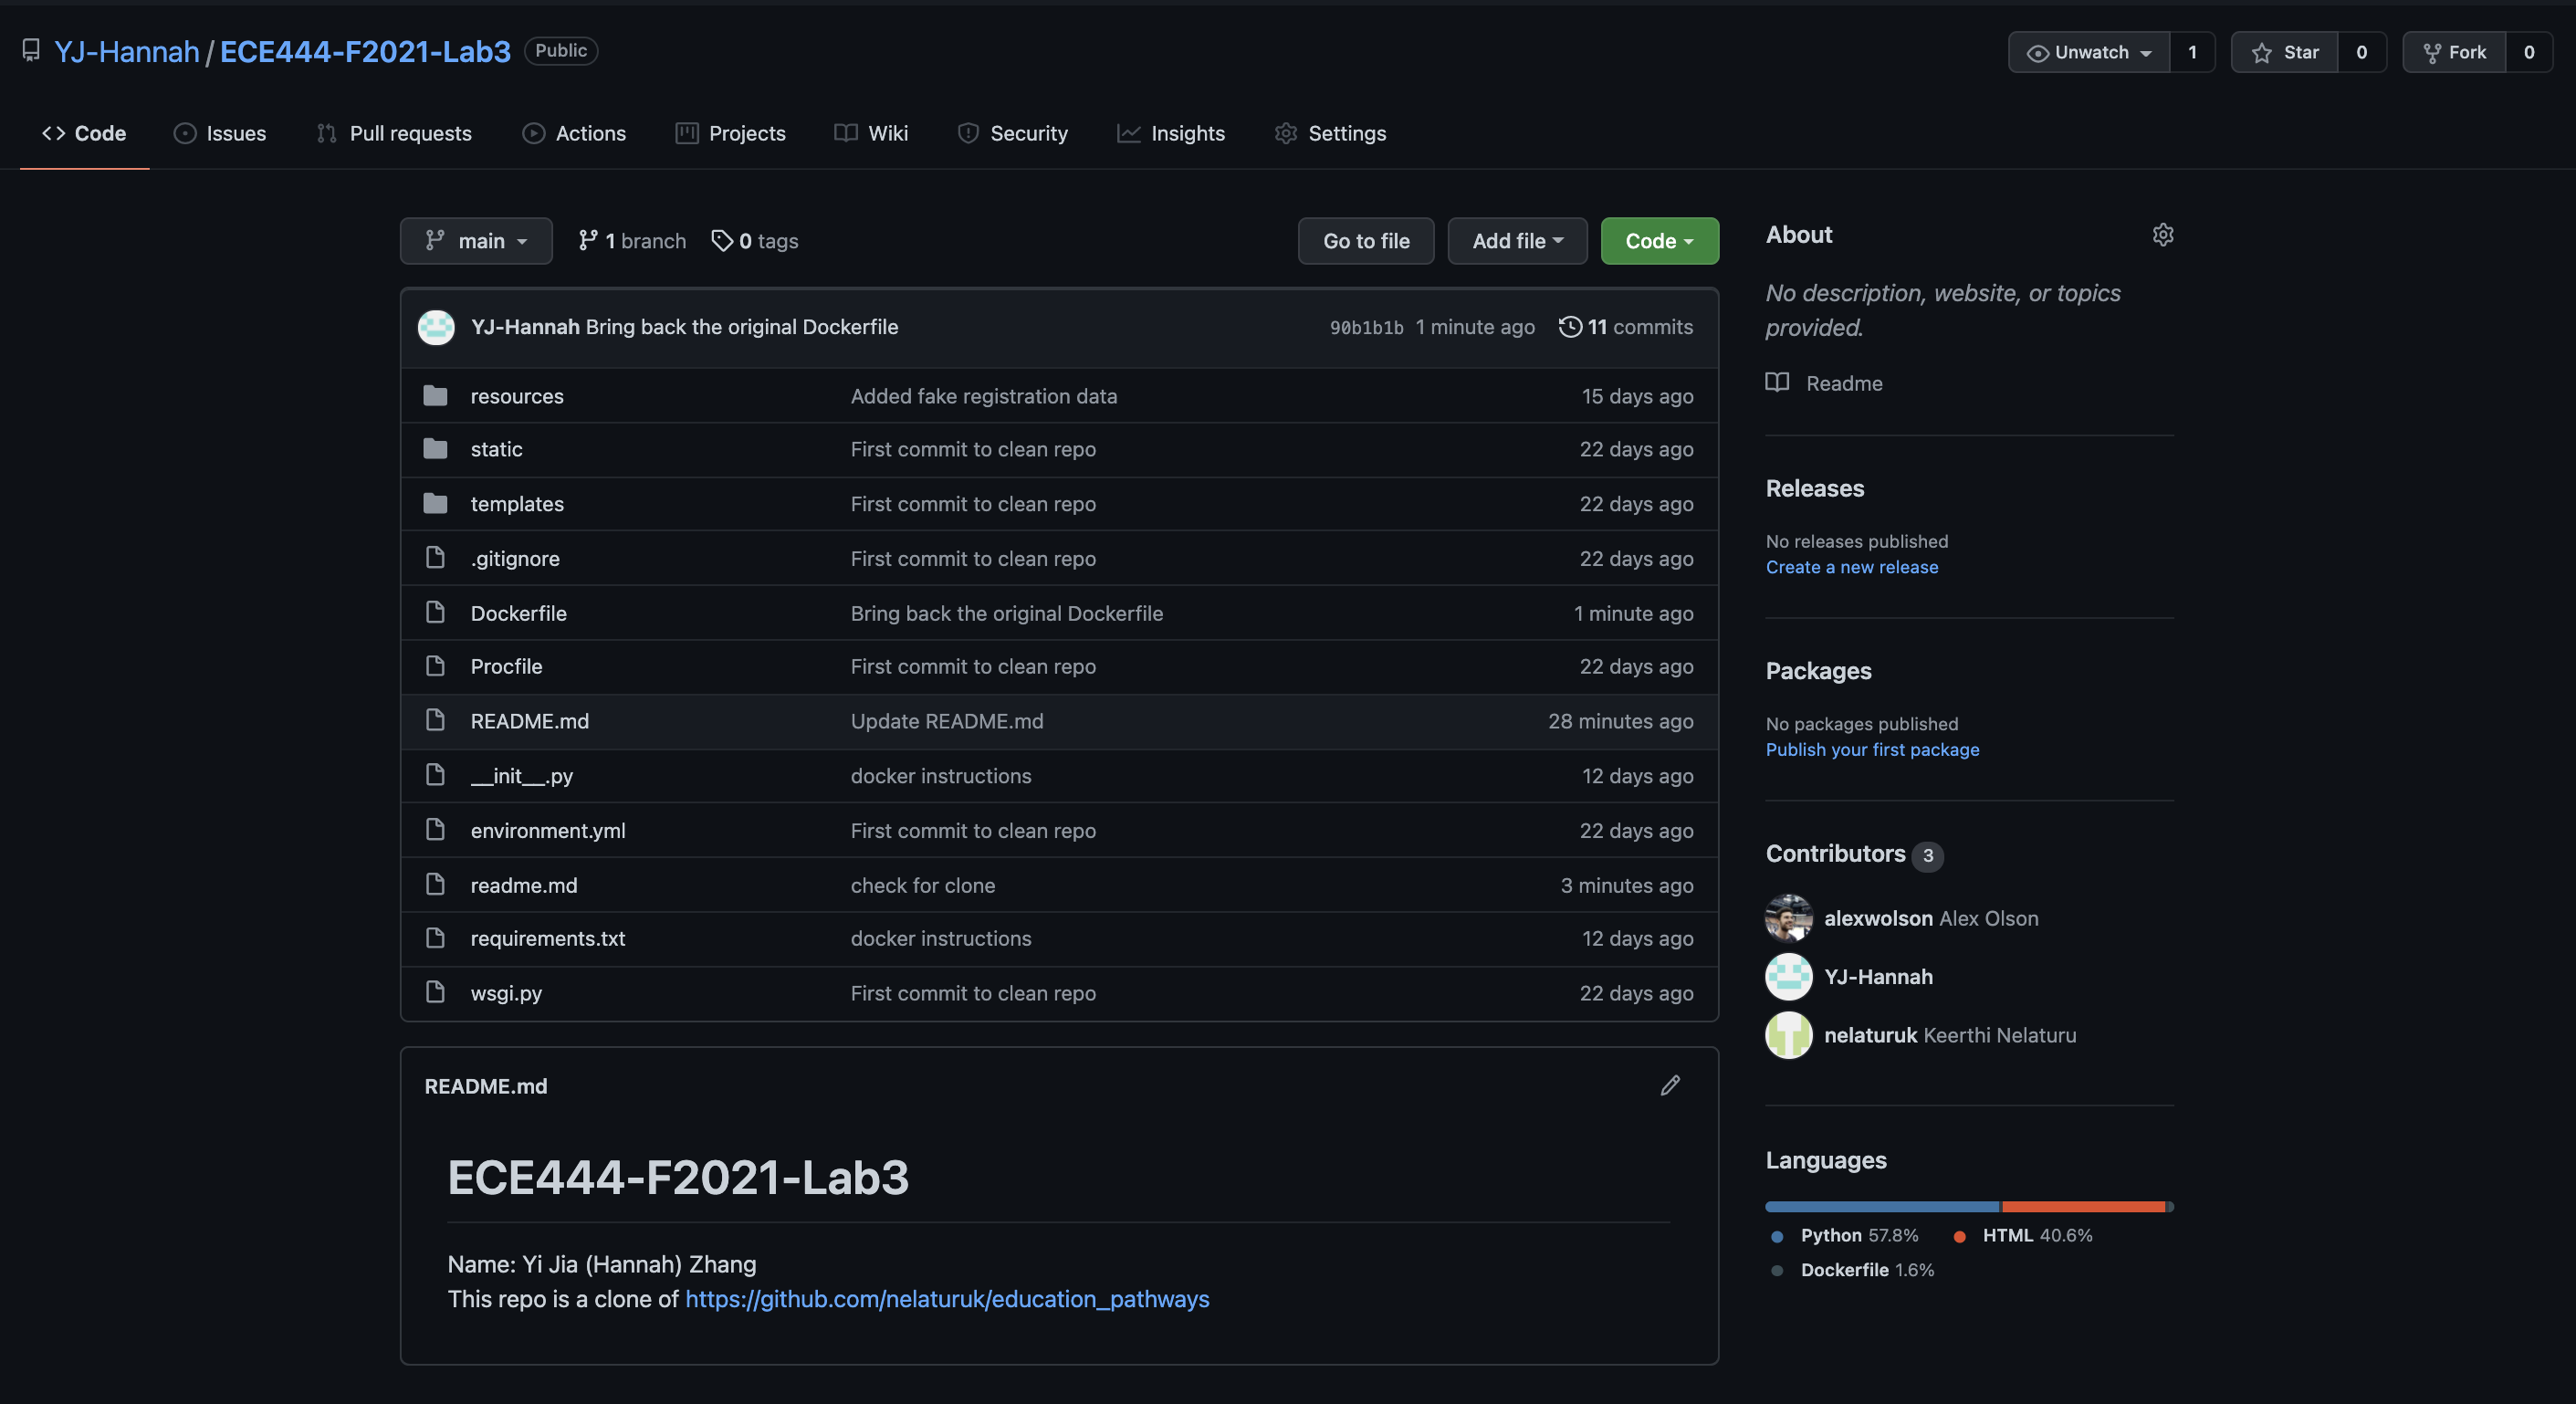 YJ-Hannah / ECE444-F2021-Lab3 Public
Unwatch 1 Star 0 Fork 0
Code Issues Pull requests Actions Projects Wiki Security Insights Settings
main 1 branch 0 tags Go to file Add file Code
YJ-Hannah Bring back the original Dockerfile 90b1b1b 1 minute ago 11 commits
resources Added fake registration data 15 days ago
static First commit to clean repo 22 days ago
templates First commit to clean repo 22 days ago
.gitignore First commit to clean repo 22 days ago
Dockerfile Bring back the original Dockerfile 1 minute ago
Procfile First commit to clean repo 22 days ago
README.md Update README.md 28 minutes ago
__init__.py docker instructions 12 days ago
environment.yml First commit to clean repo 22 days ago
readme.md check for clone 3 minutes ago
requirements.txt docker instructions 12 days ago
wsgi.py First commit to clean repo 22 days ago
README.md
ECE444-F2021-Lab3
Name: Yi Jia (Hannah) Zhang
This repo is a clone of https://github.com/nelaturuk/education_pathways
About
No description, website, or topics
provided.
Readme
Releases
No releases published
Create a new release
Packages
No packages published
Publish your first package
Contributors 3
alexwolson Alex Olson
YJ-Hannah
nelaturuk Keerthi Nelaturu
Languages
Python 57.8% HTML 40.6%
Dockerfile 1.6%